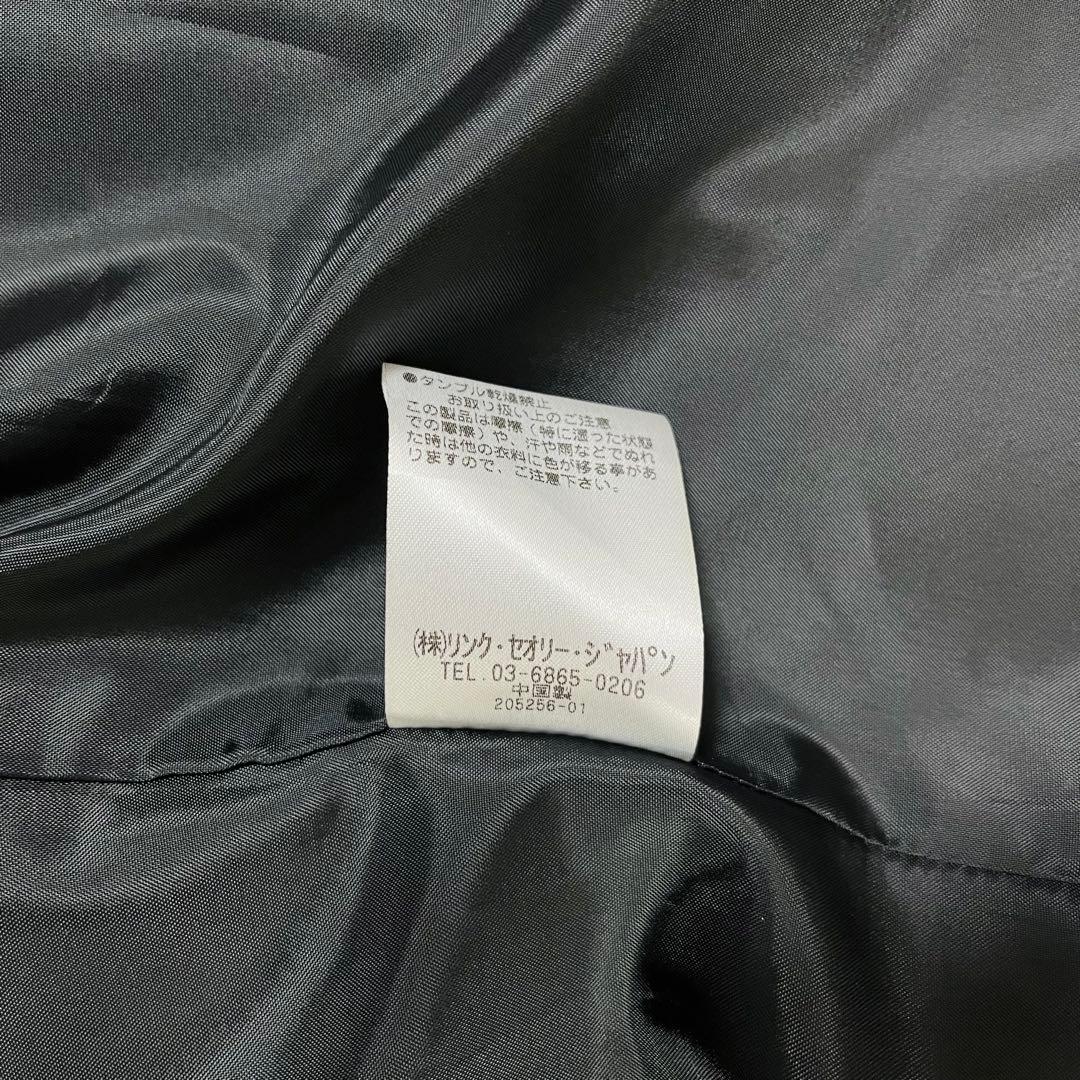 ●タンブル乾燥禁止
お取り扱い上のご注意
この製品は摩擦（特に湿った状態
での摩擦）や、汗や雨などでぬれ
た時は他の衣料に色が移る事があ
りますので、ご注意下さい。
㈱リンク・セオリー・ジャパン
TEL.03-6865-0206
中国製
205256-01